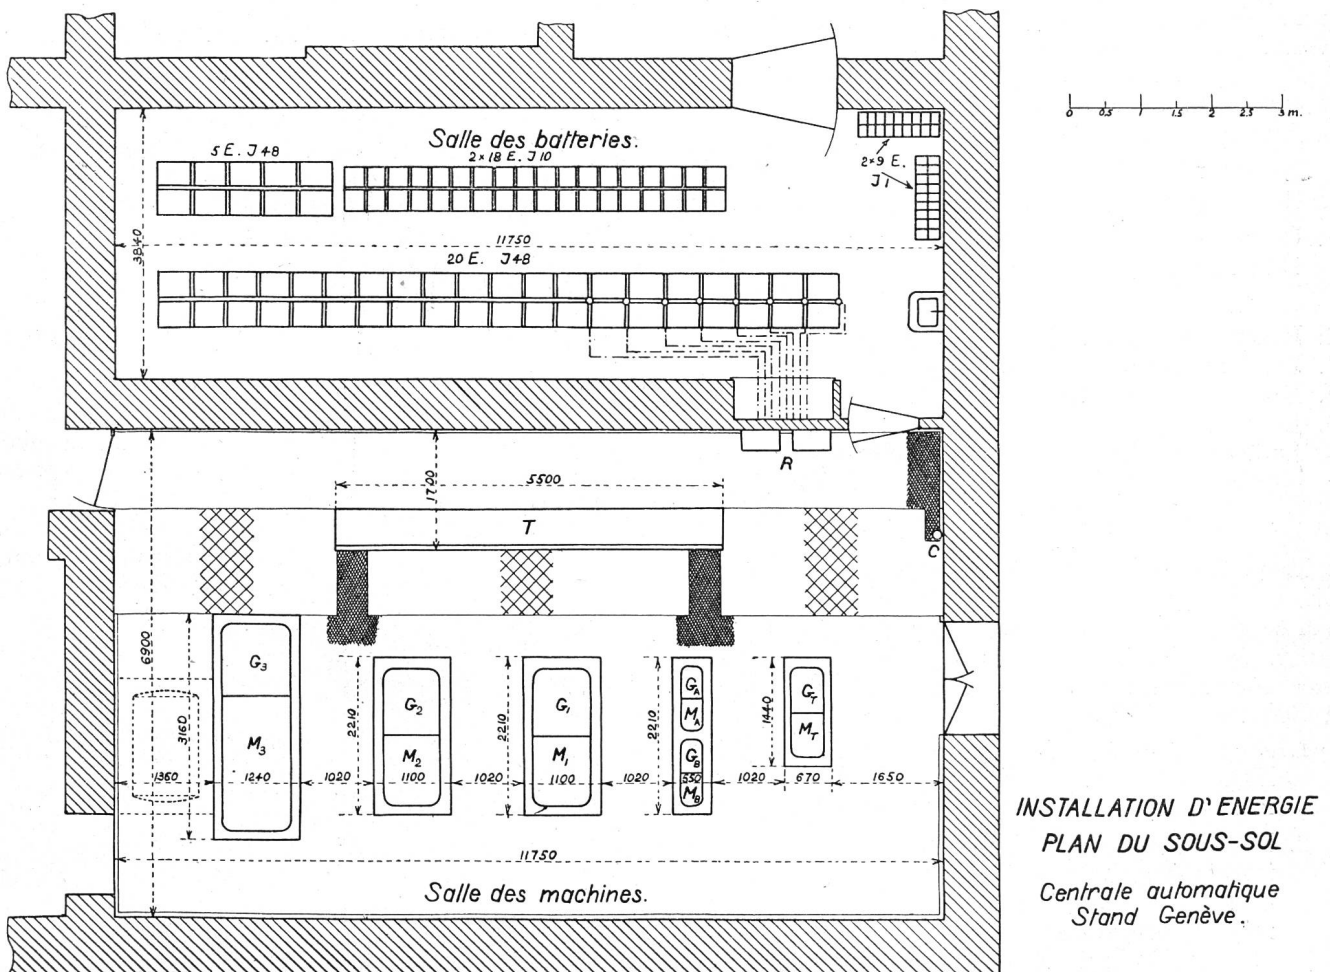 Salle des batteries.
5 E. J 48
2×18 E. J 10
2×9 E.
J 1
0 0.5 1 1.5 2 2.5 3 m.
3840
11750
20 E. J48
R
1700
5500
T
C
6900
3160
G3
M3
2210
G2
M2
2210
G1
M1
2210
GA
MA
GB
MB
1440
GT
MT
1360 1240 1020 1100 1020 1100 1020 550 1020 670 1650
11750
Salle des machines.
INSTALLATION D'ENERGIE
PLAN DU SOUS-SOL
Centrale automatique
Stand Genève.